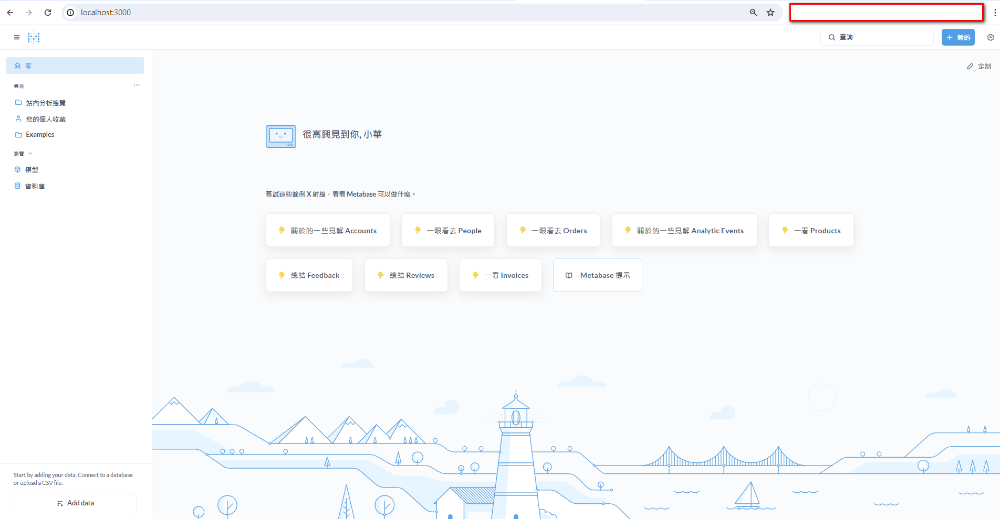 localhost:3000
查詢
新的
家
定制
集合
站內分析總覽
您的個人收藏
Examples
瀏覽
模型
資料庫
很高興見到你, 小華
嘗試這些範例 X 射線，看看 Metabase 可以做什麼。
關於的一些見解 Accounts
一眼看去 People
一眼看去 Orders
關於的一些見解 Analytic Events
一看 Products
總結 Feedback
總結 Reviews
一看 Invoices
Metabase 提示
Start by adding your data. Connect to a database
or upload a CSV file.
Add data